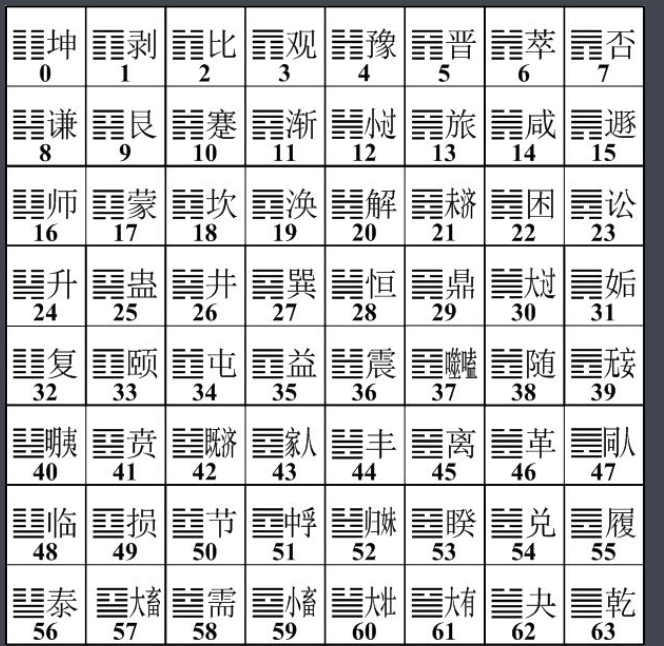 ䷁坤 ䷖剥 ䷇比 ䷓观 ䷏豫 ䷢晋 ䷬萃 ䷋否
0 1 2 3 4 5 6 7
䷎谦 ䷳艮 ䷦蹇 ䷴渐 ䷽小过 ䷷旅 ䷞咸 ䷠遯
8 9 10 11 12 13 14 15
䷆师 ䷃蒙 ䷜坎 ䷺涣 ䷧解 ䷿未济 ䷮困 ䷅讼
16 17 18 19 20 21 22 23
䷭升 ䷑蛊 ䷯井 ䷸巽 ䷟恒 ䷱鼎 ䷛大过 ䷫姤
24 25 26 27 28 29 30 31
䷗复 ䷚颐 ䷂屯 ䷩益 ䷲震 ䷔噬嗑 ䷐随 ䷘无妄
32 33 34 35 36 37 38 39
䷣明夷 ䷕贲 ䷾既济 ䷤家人 ䷶丰 ䷝离 ䷰革 ䷌同人
40 41 42 43 44 45 46 47
䷒临 ䷨损 ䷻节 ䷼中孚 ䷵归妹 ䷥睽 ䷹兑 ䷉履
48 49 50 51 52 53 54 55
䷊泰 ䷙大畜 ䷄需 ䷈小畜 ䷡大壮 ䷍大有 ䷪夬 ䷀乾
56 57 58 59 60 61 62 63